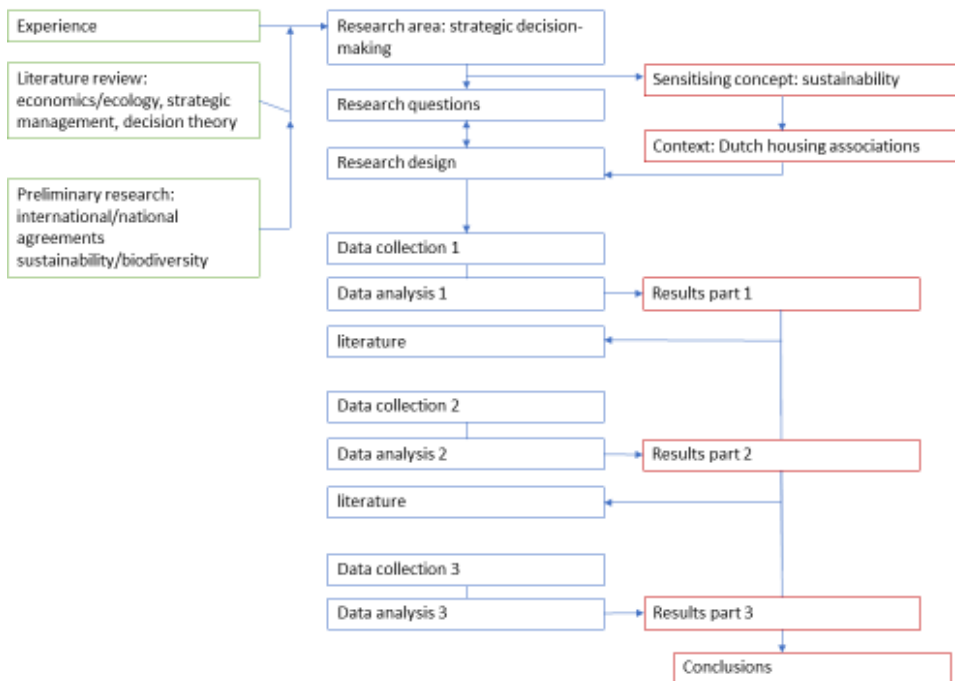 Experience
Literature review:
economics/ecology, strategic
management, decision theory
Preliminary research:
international/national
agreements
sustainability/biodiversity
Research area: strategic decision-
making
Research questions
Research design
Sensitising concept: sustainability
Context: Dutch housing associations
Data collection 1
Data analysis 1
Results part 1
literature
Data collection 2
Data analysis 2
Results part 2
literature
Data collection 3
Data analysis 3
Results part 3
Conclusions